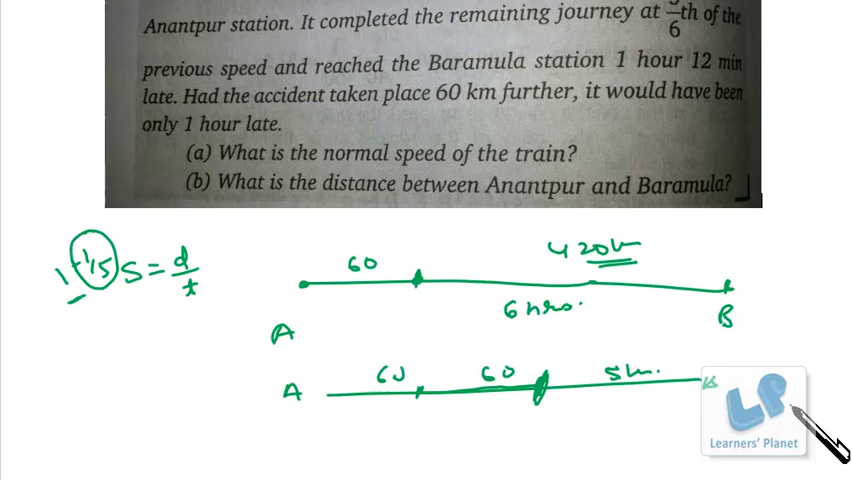 Anantpur station. It completed the remaining journey at 5/6 th of the
previous speed and reached the Baramula station 1 hour 12 min
late. Had the accident taken place 60 km further, it would have been
only 1 hour late.
(a) What is the normal speed of the train?
(b) What is the distance between Anantpur and Baramula?
S = d/t
60
420km
6 hrs.
A
B
60
60
A
LP
Learners' Planet